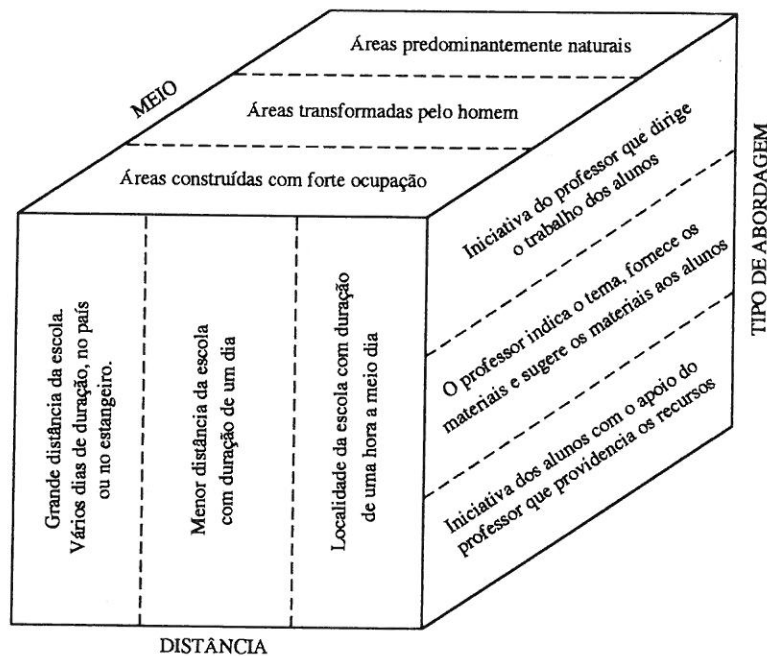 Áreas predominantemente naturais
MEIO
Áreas transformadas pelo homem
Áreas construídas com forte ocupação
Iniciativa do professor que dirige
o trabalho dos alunos
O professor indica o tema, fornece os
materiais e sugere os materiais aos alunos
Iniciativa dos alunos com o apoio do
professor que providencia os recursos
TIPO DE ABORDAGEM
Grande distância da escola.
Vários dias de duração, no país
ou no estangeiro.
Menor distância da escola
com duração de um dia
Localidade da escola com duração
de uma hora a meio dia
DISTÂNCIA